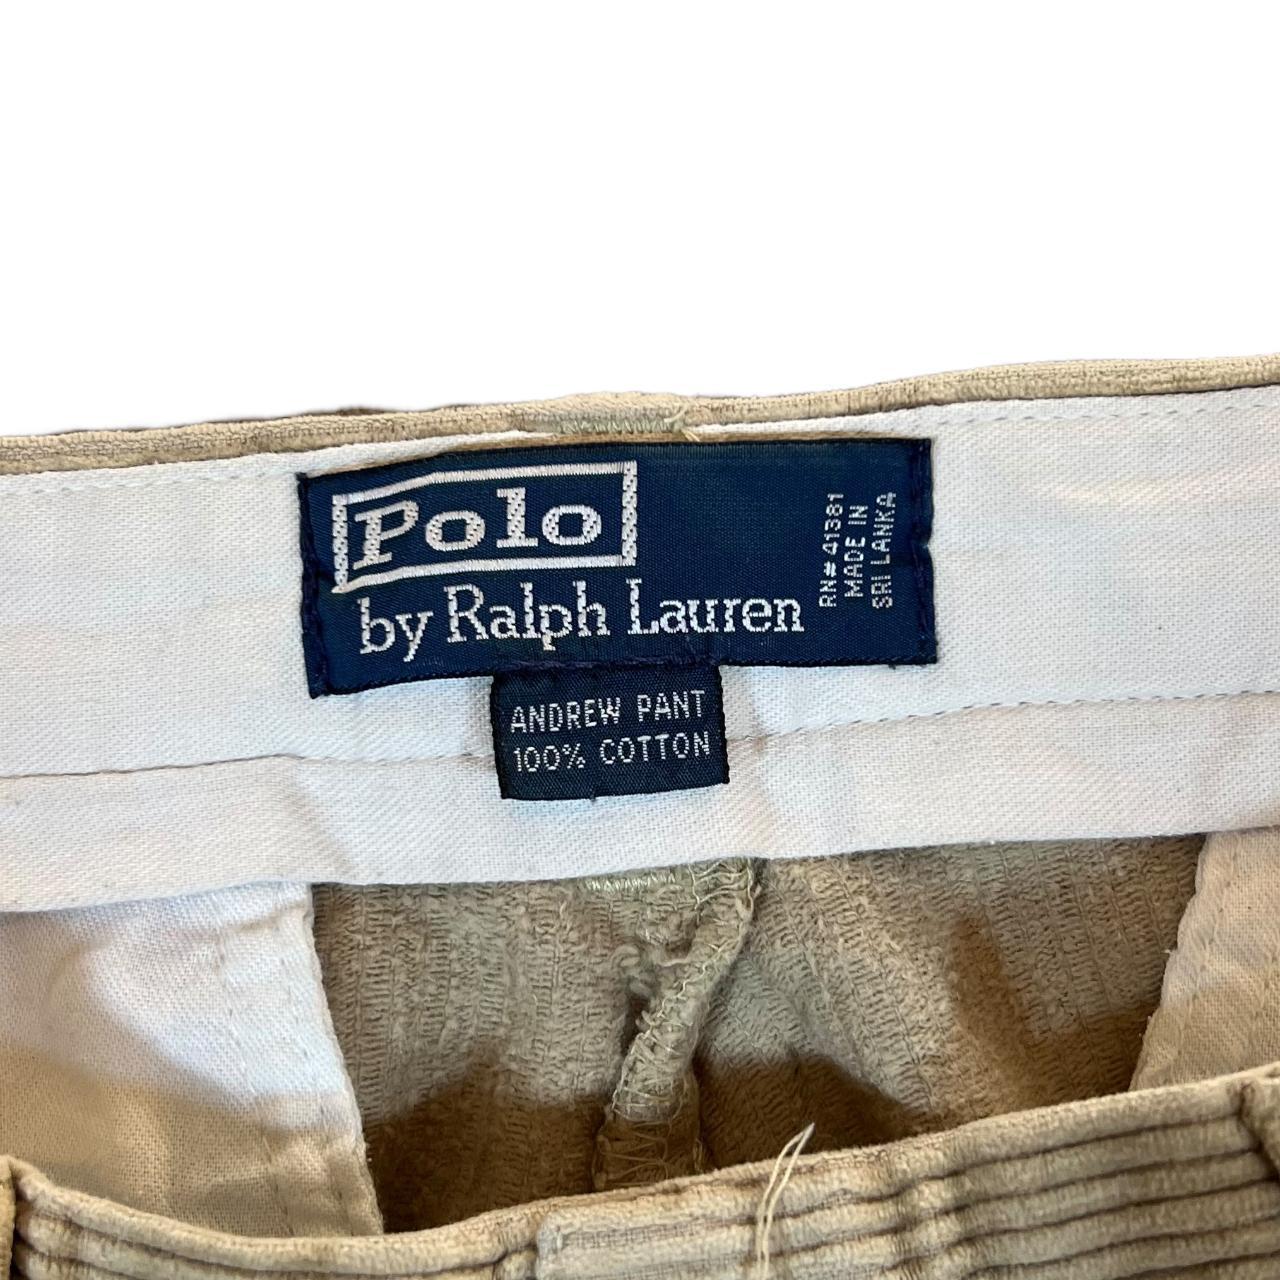 Polo
by Ralph Lauren
RN# 41381
MADE IN
SRI LANKA
ANDREW PANT
100% COTTON